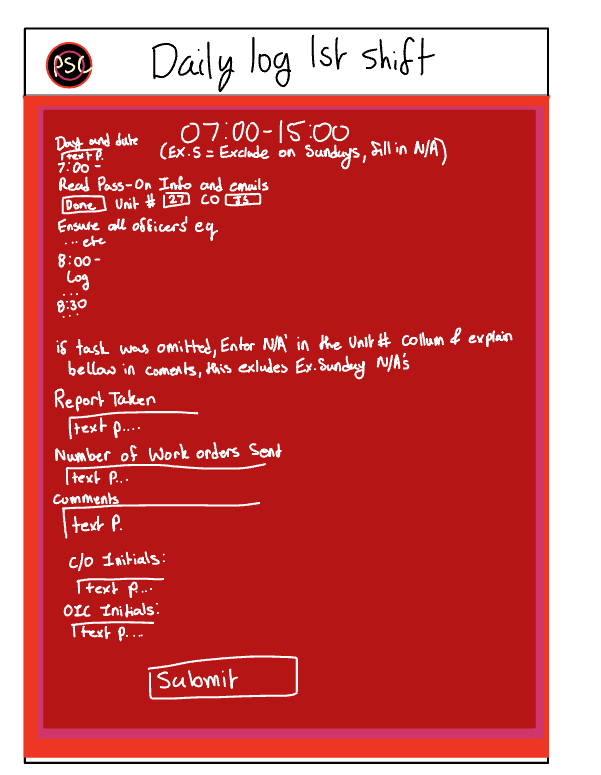 PSC
Daily log 1st shift
07:00-15:00
Day and date
(EX.S = Exclude on Sundays, fill in N/A)
text P.
7:00-
Read Pass-On Info and emails
Done Unit # 27 CO IS
Ensure all officers' eq
...etc
8:00-
Log
...
8:30
...
if task was omitted, Enter N/A' in the Unit # collum & explain
bellow in coments, this exludes Ex.Sunday N/A's
Report Taken
text p....
Number of Work orders Sent
text P...
Comments
text P.
C/O Initials:
text p...
OIC Initials:
text p....
Submit